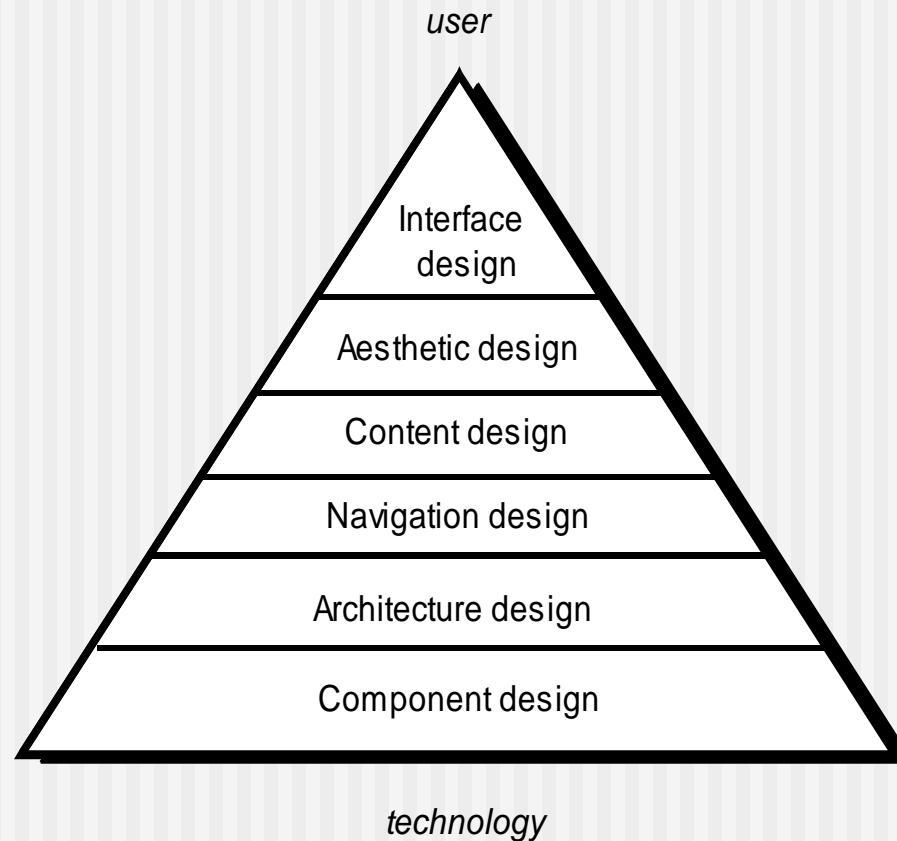 user
Interface
design
Aesthetic design
Content design
Navigation design
Architecture design
Component design
technology